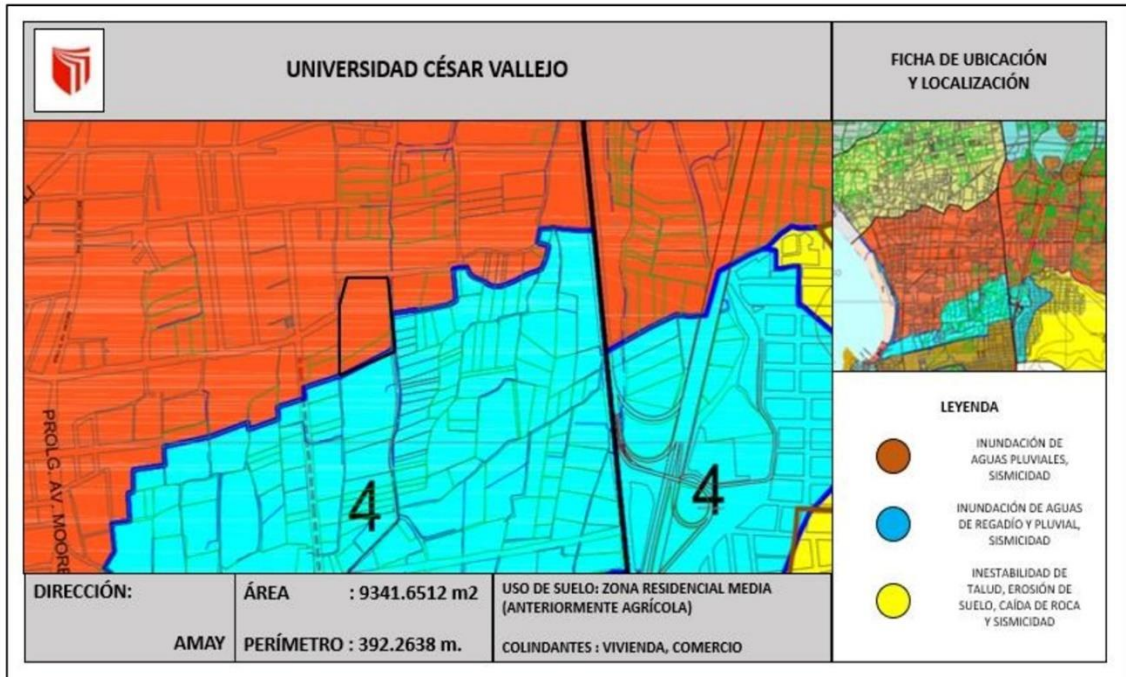 UNIVERSIDAD CÉSAR VALLEJO
FICHA DE UBICACIÓN
Y LOCALIZACIÓN
PROLG. AV. MOORE
4
4
LEYENDA
INUNDACIÓN DE
AGUAS PLUVIALES,
SISMICIDAD
INUNDACIÓN DE AGUAS
DE REGADÍO Y PLUVIAL,
SISMICIDAD
INESTABILIDAD DE
TALUD, EROSIÓN DE
SUELO, CAÍDA DE ROCA
Y SISMICIDAD
DIRECCIÓN:
AMAY
ÁREA : 9341.6512 m2
PERÍMETRO : 392.2638 m.
USO DE SUELO: ZONA RESIDENCIAL MEDIA
(ANTERIORMENTE AGRÍCOLA)
COLINDANTES : VIVIENDA, COMERCIO